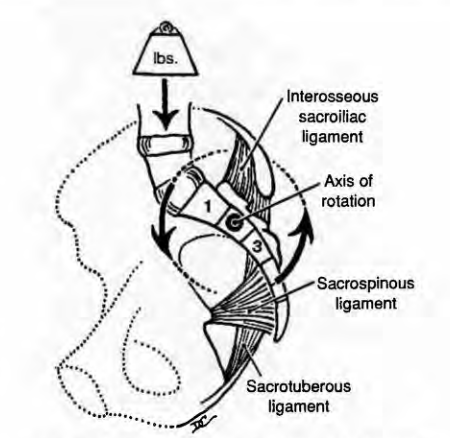 lbs.
Interosseous
sacroiliac
ligament
Axis of
rotation
1
3
Sacrospinous
ligament
Sacrotuberous
ligament